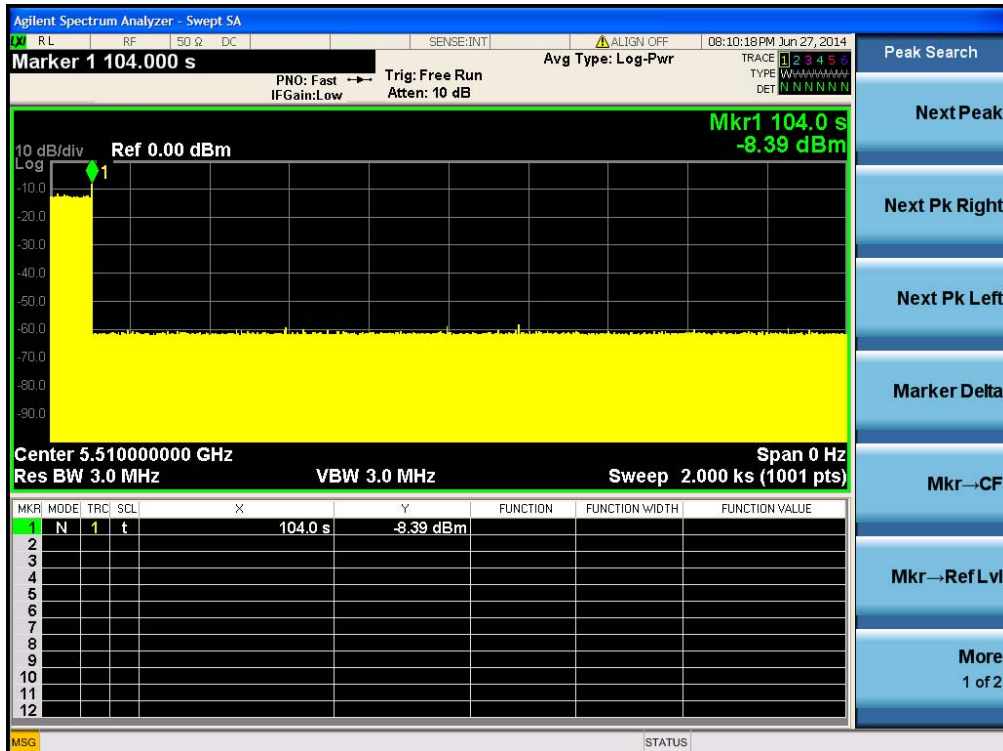 Agilent Spectrum Analyzer - Swept SA
LXI RL RF 50 Ω DC SENSE:INT ALIGN OFF 08:10:18 PM Jun 27, 2014
Marker 1 104.000 s
PNO: Fast
IFGain:Low
Trig: Free Run
Atten: 10 dB
Avg Type: Log-Pwr
TRACE 1 2 3 4 5 6
TYPE
DET N N N N N N
Mkr1 104.0 s
-8.39 dBm
10 dB/div
Log
Ref 0.00 dBm
1
-10.0
-20.0
-30.0
-40.0
-50.0
-60.0
-70.0
-80.0
-90.0
Center 5.510000000 GHz
Span 0 Hz
Res BW 3.0 MHz
VBW 3.0 MHz
Sweep 2.000 ks (1001 pts)
MKR MODE TRC SCL X Y FUNCTION FUNCTION WIDTH FUNCTION VALUE
1 N 1 t 104.0 s -8.39 dBm
2
3
4
5
6
7
8
9
10
11
12
MSG
STATUS
Peak Search
Next Peak
Next Pk Right
Next Pk Left
Marker Delta
Mkr→CF
Mkr→Ref Lvl
More
1 of 2